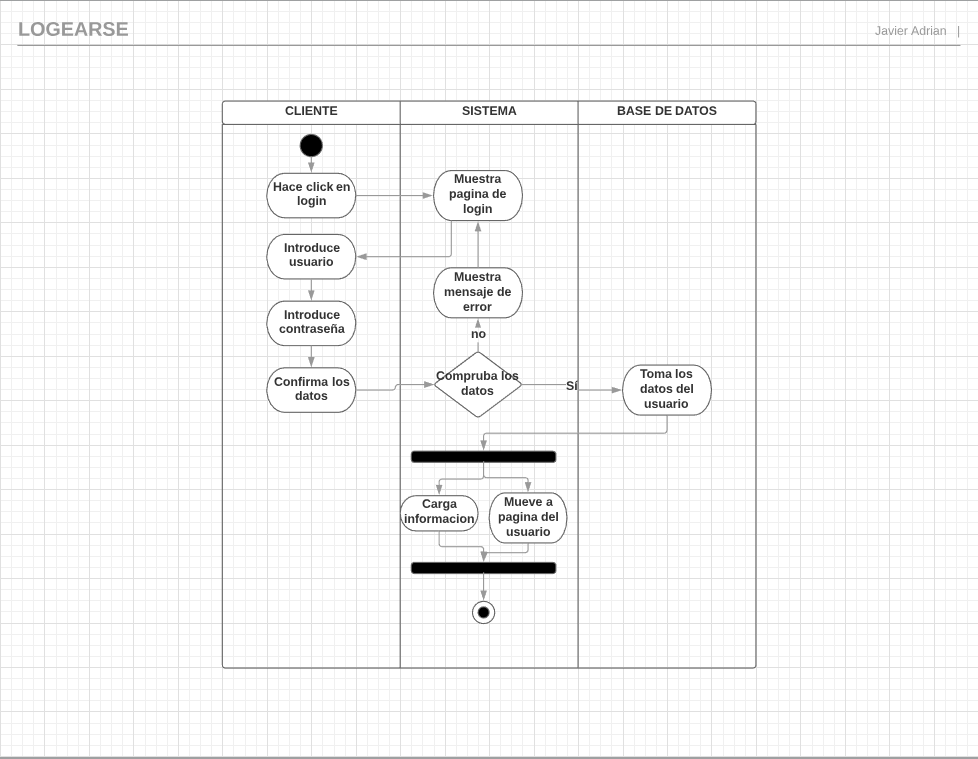 LOGEARSE
Javier Adrian |
CLIENTE
SISTEMA
BASE DE DATOS
Hace click en
login
Muestra
pagina de
login
Introduce
usuario
Muestra
mensaje de
error
Introduce
contraseña
no
Confirma los
datos
Comprueba los
datos
Sí
Toma los
datos del
usuario
Carga
informacion
Mueve a
pagina del
usuario